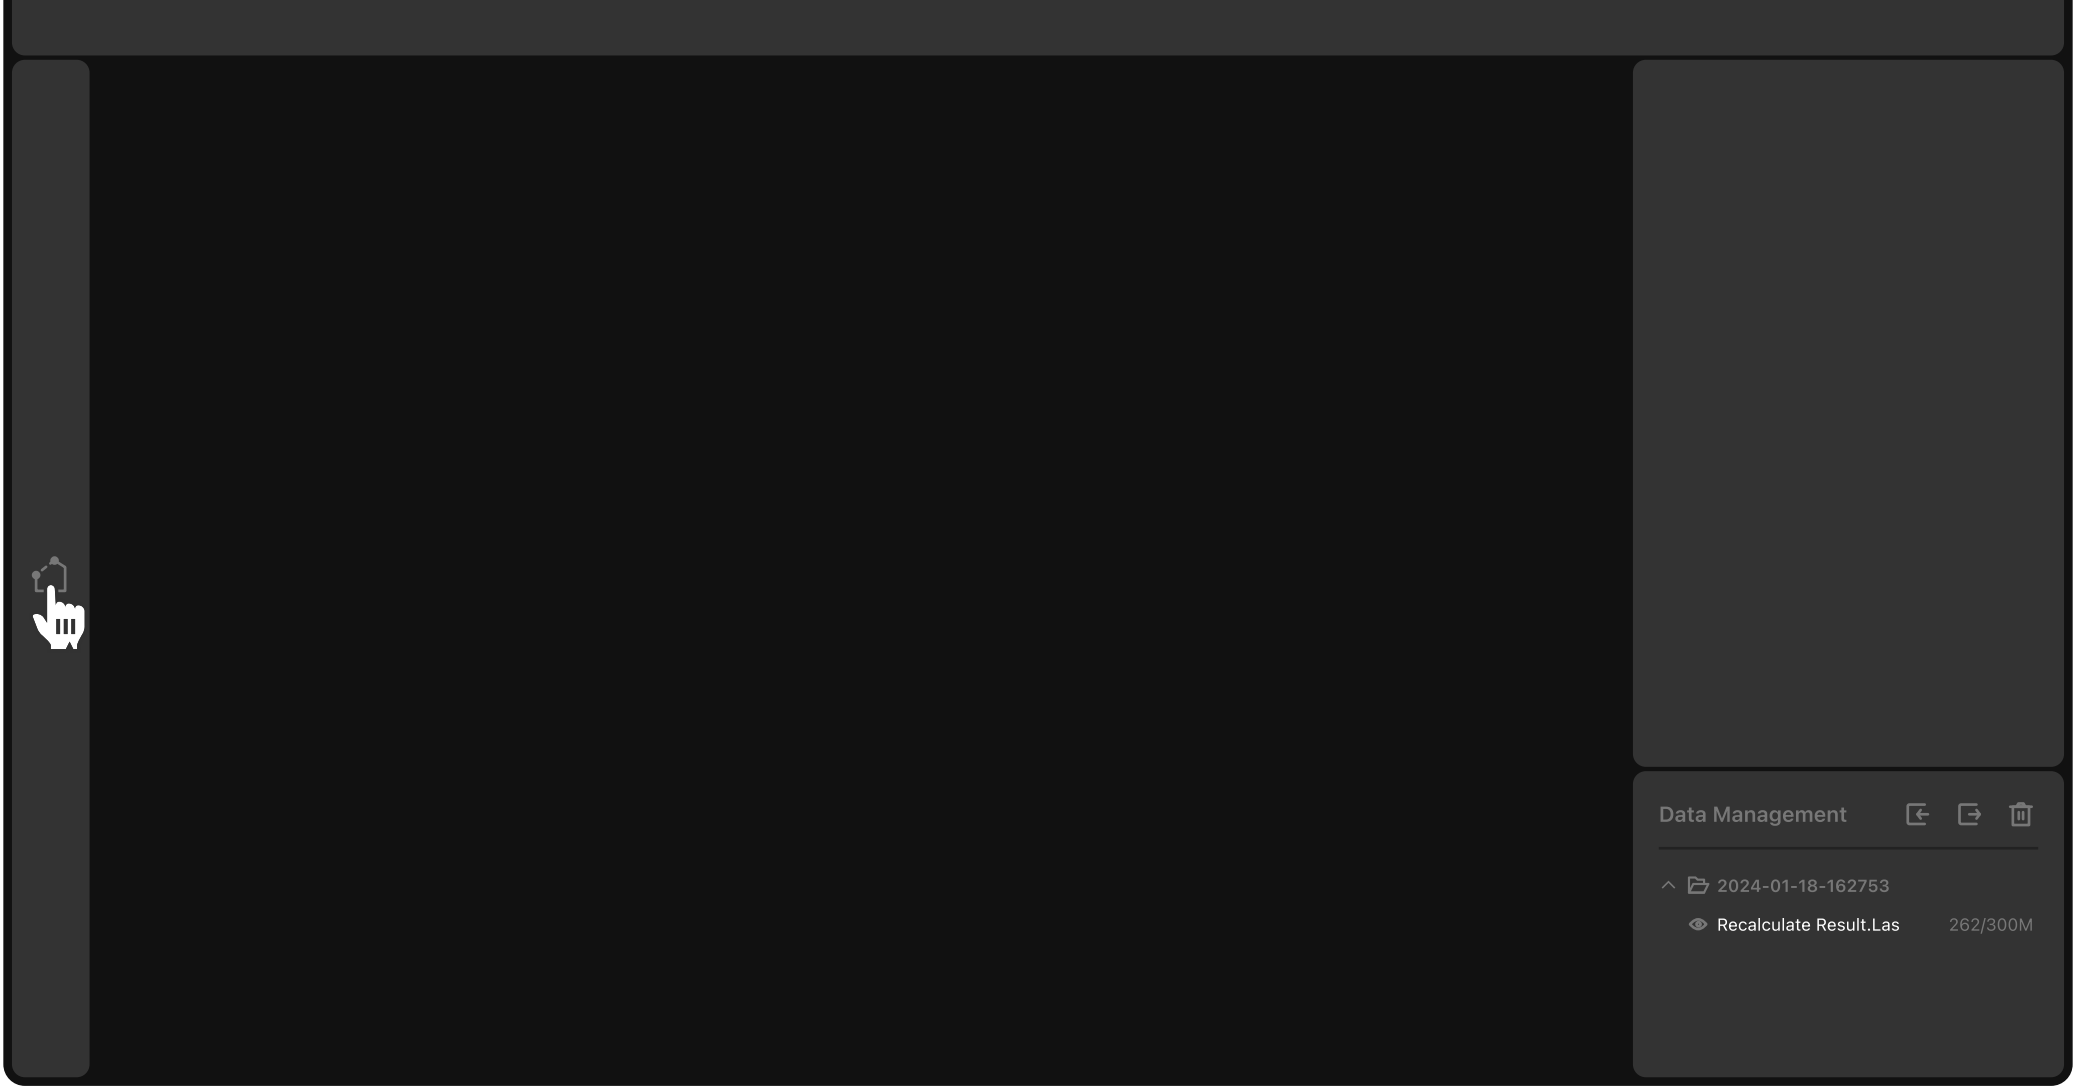 Data Management
2024-01-18-162753
Recalculate Result.Las 262/300M